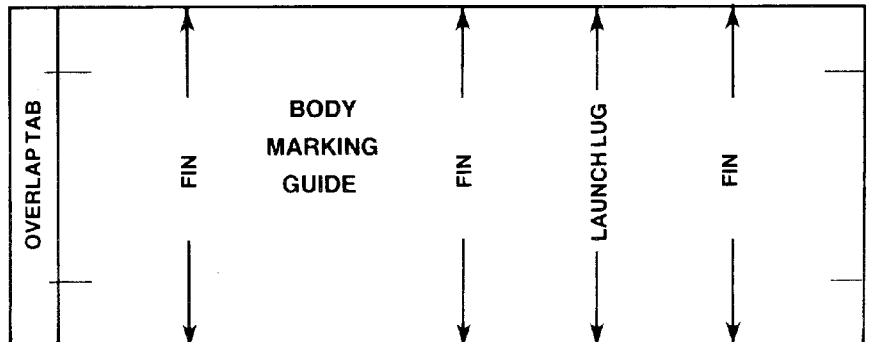 OVERLAP TAB
FIN
BODY
MARKING
GUIDE
FIN
LAUNCH LUG
FIN